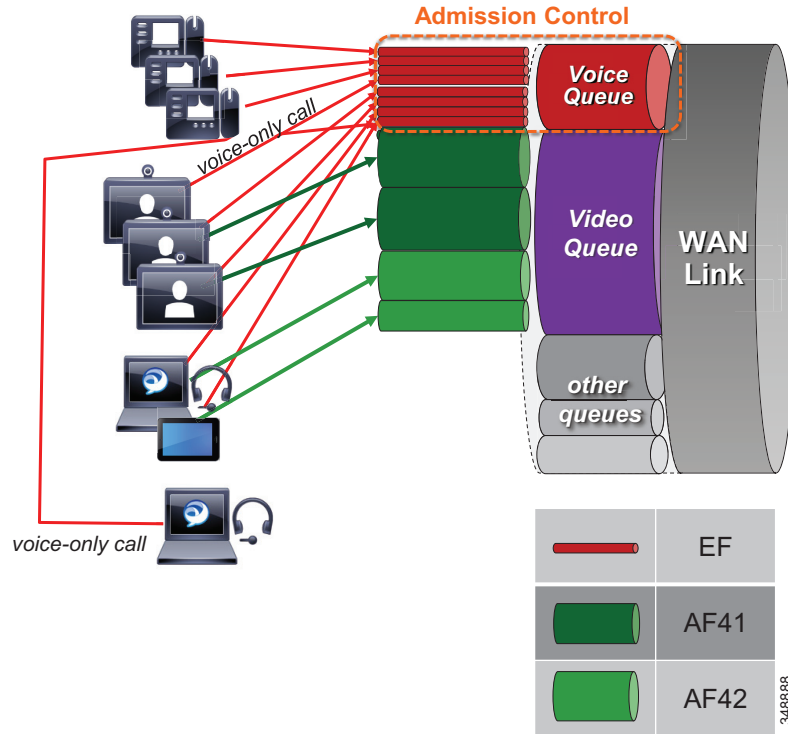 Admission Control
Voice
Queue
voice-only call
Video
Queue
WAN
Link
other
queues
voice-only call
EF
AF41
AF42
348888